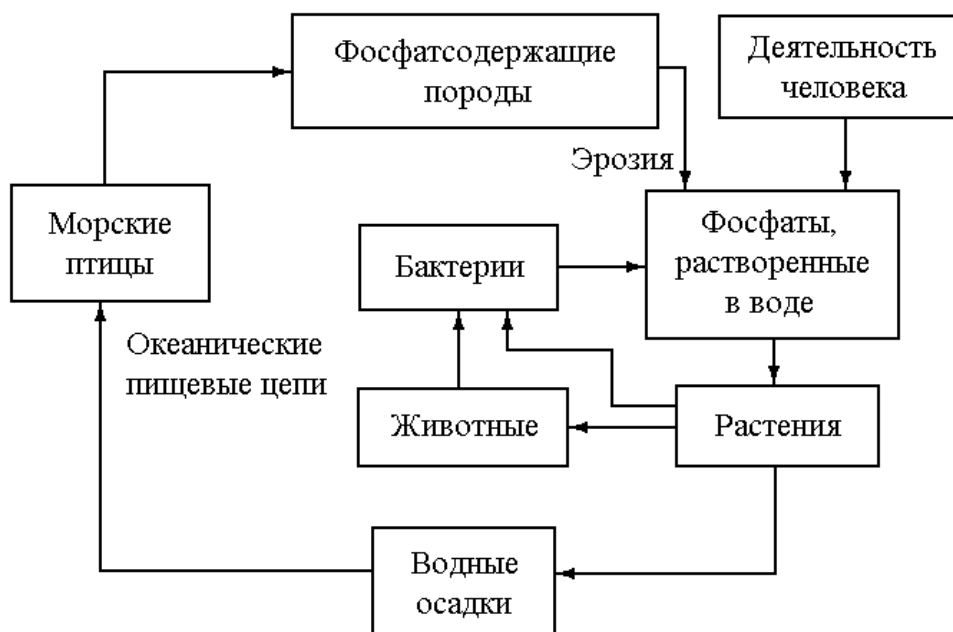 Фосфатсодержащие
породы
Деятельность
человека
Эрозия
Морские
птицы
Бактерии
Фосфаты,
растворенные
в воде
Океанические
пищевые цепи
Животные
Растения
Водные
осадки